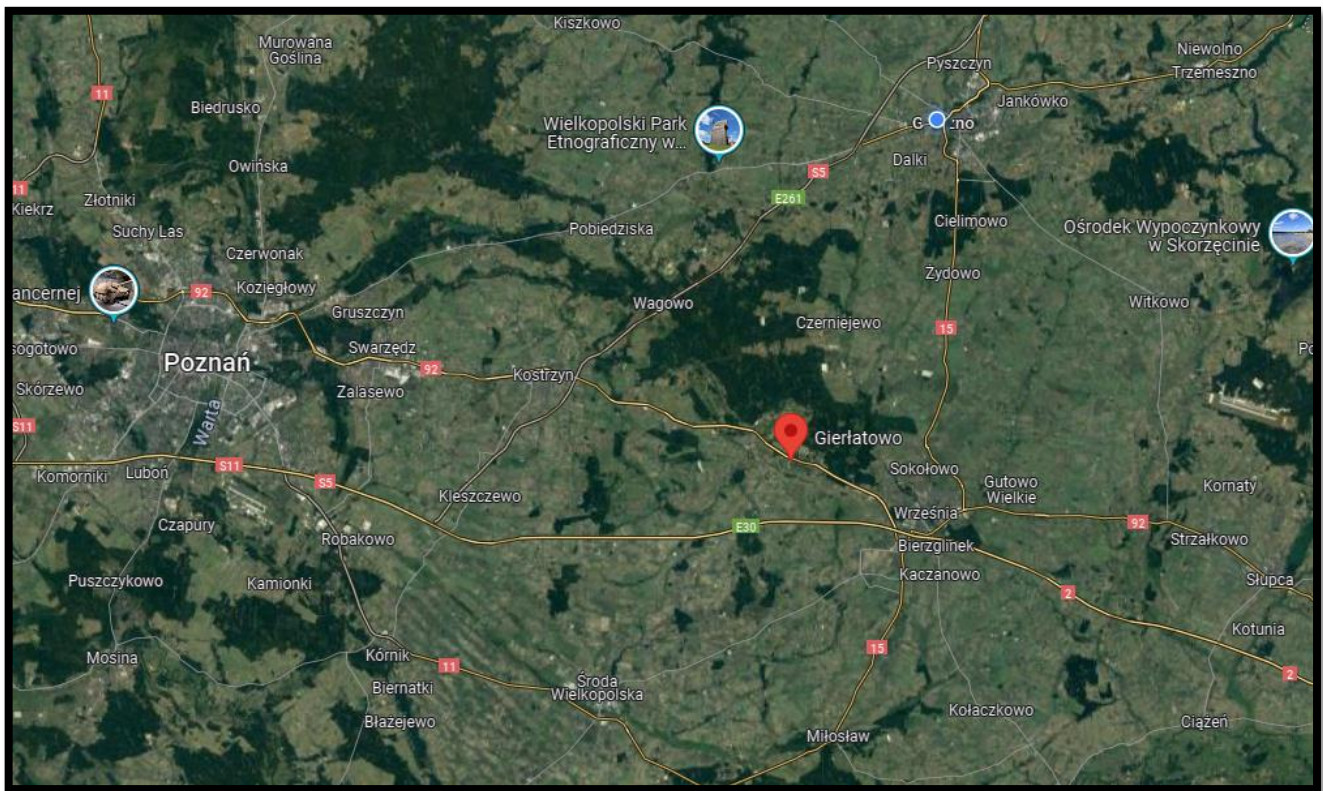 Kiszkowo
Murowana
Goślina
Newolno
Pyszczyn
Trzemeszno
11
Jankówko
Biedrusko
Wielkopolski Park
Etnograficzny w...
Owińska
Dalki
S5
11
Kiekrz
Złotniki
E261
Suchy Las
Pobiedziska
Cielimowo
Ośrodek Wypoczynkowy
w Skorzęcinie
Czerwonak
Żydowo
ancernej
92
Koziegłowy
Wagowo
Witkowo
Gruszczyn
Czerniejewo
15
sogotowo
Swarzędz
Poznań
92
Kostrzyn
Skórzewo
Zalasewo
Warta
S11
Gierłatowo
Komorniki
Luboń
S11
S5
Sokołowo
Gutowo
Wielkie
Kornaty
Kleszczewo
Września
Czapury
E30
92
Robakowo
Bierzglinek
Strzałkowo
Puszczykowo
Kamionki
Kaczanowo
Słupca
2
Kotunia
Mosina
Kórnik
11
15
2
Biernatki
Środa
Wielkopolska
Kołaczkowo
Błażejewo
Miłosław
Ciążeń